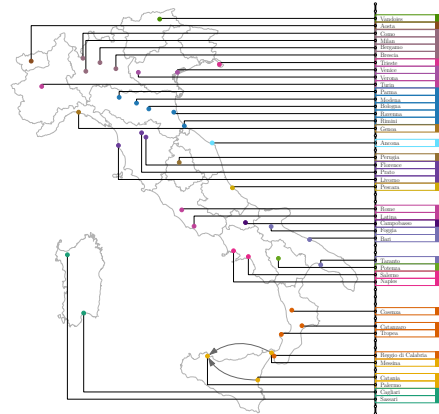 Vandoire
Aosta
Como
Milan
Bergamo
Brescia
Trieste
Venice
Verona
Turin
Parma
Modena
Bologna
Ravenna
Rimini
Genoa
Ancona
Perugia
Florence
Prato
Livorno
Pescara
Rome
Latina
Campobasso
Foggia
Bari
Taranto
Potenza
Salerno
Naples
Cosenza
Catanzaro
Tropea
Reggio di Calabria
Messina
Catania
Palermo
Cagliari
Sassari